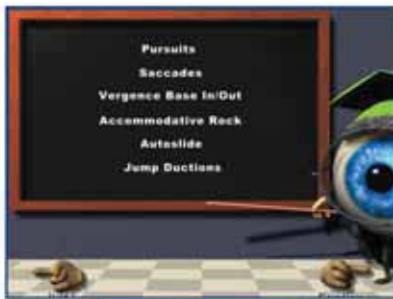 Pursuits
Saccades
Vergence Base In/Out
Accommodative Rock
Autoslide
Jump Ductions